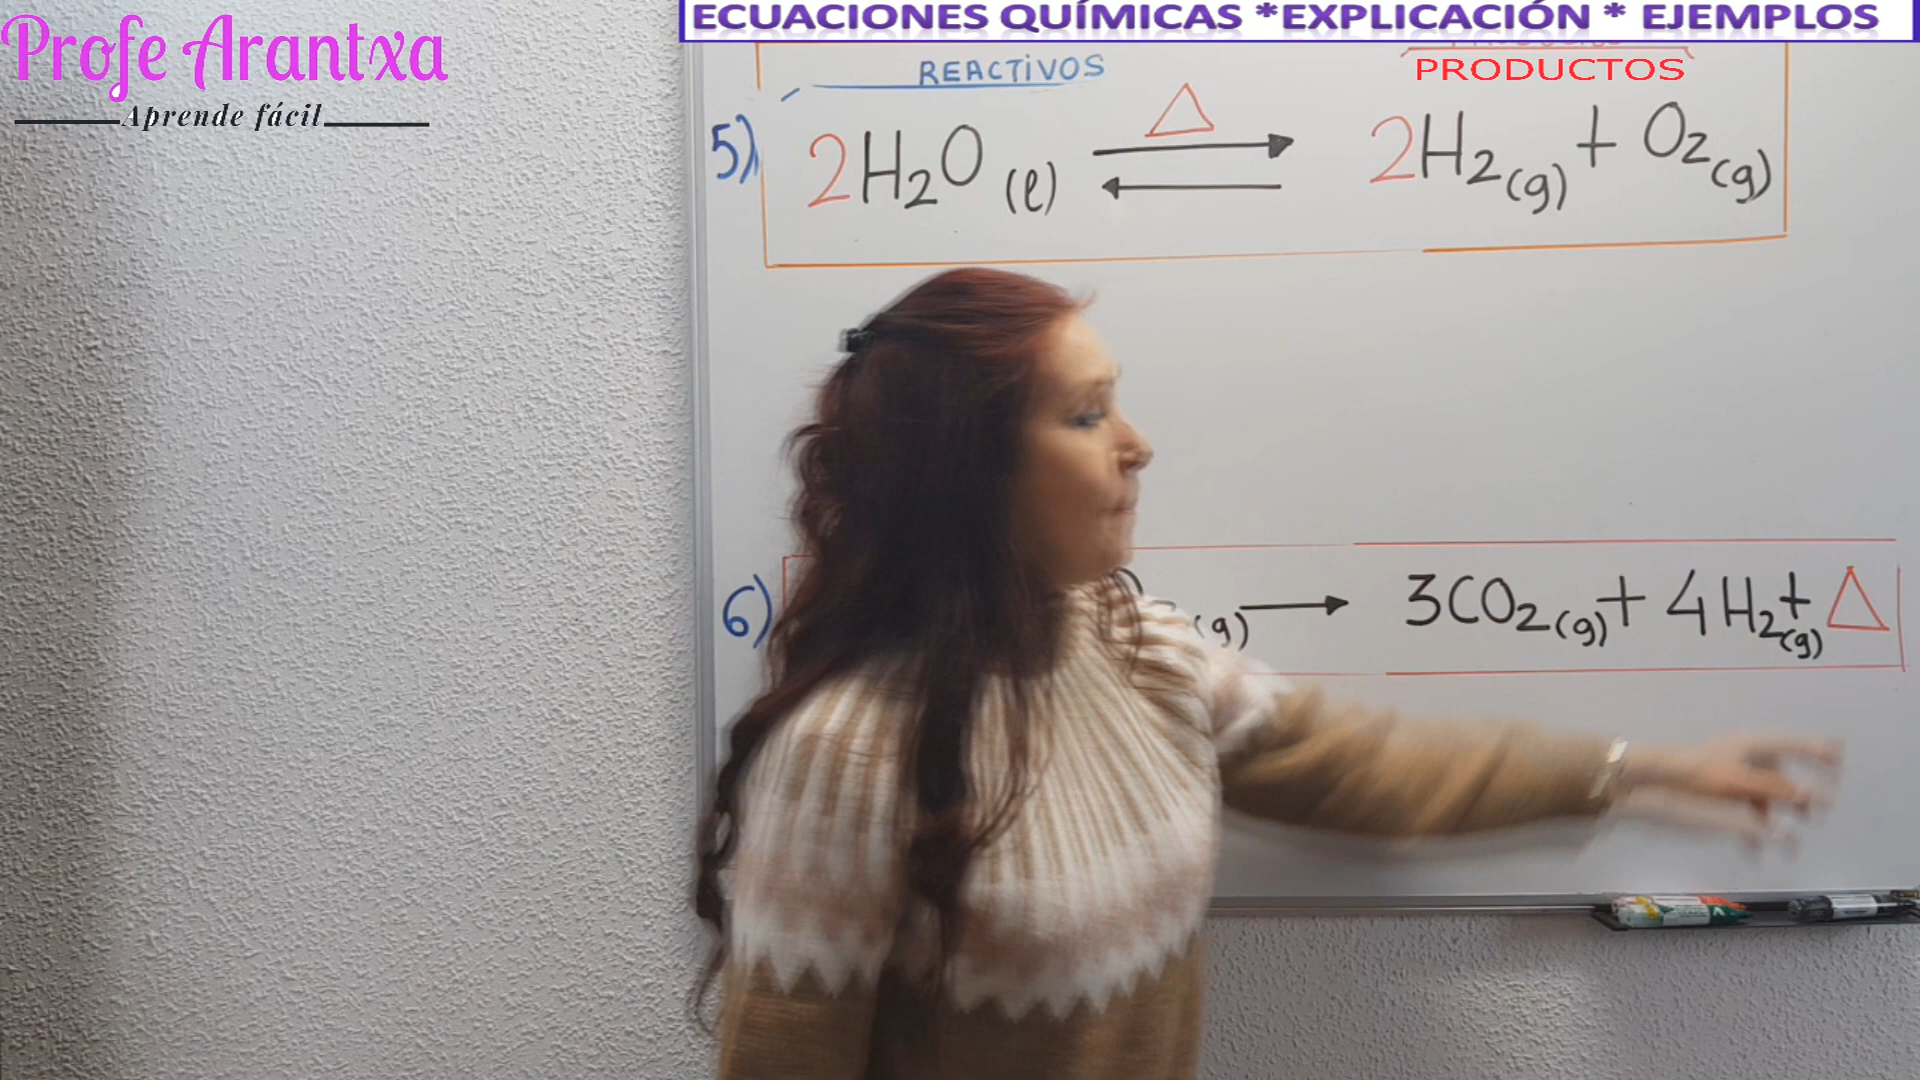 Profe Arantxa
Aprende fácil
ECUACIONES QUÍMICAS *EXPLICACIÓN * EJEMPLOS
REACTIVOS
PRODUCTOS
5) 2H₂O (l) ⇌ 2H₂(g) + O₂(g)
Δ
6) (g) → 3CO₂(g) + 4H₂(g) + Δ